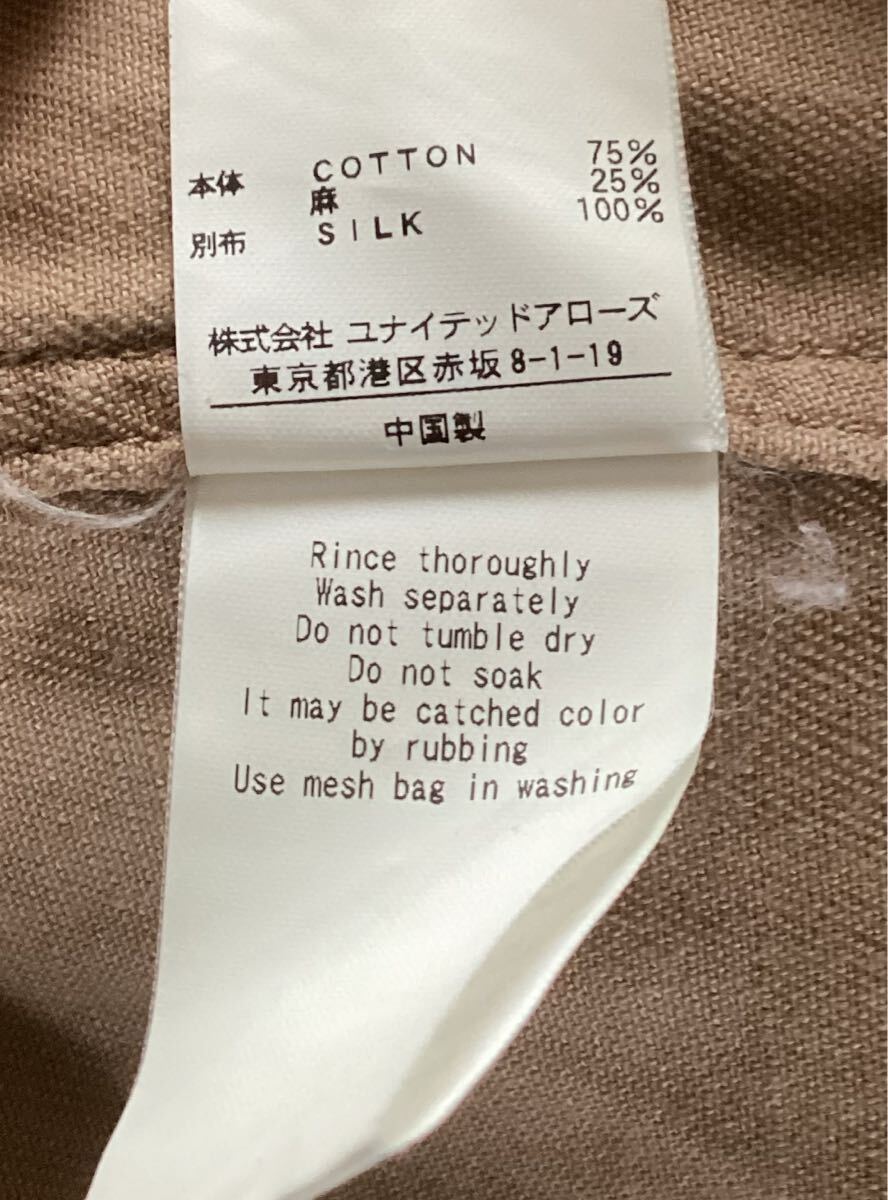 本体 COTTON 75%
麻 25%
別布 SILK 100%
株式会社 ユナイテッドアローズ
東京都港区赤坂8-1-19
中国製
Rince thoroughly
Wash separately
Do not tumble dry
Do not soak
It may be catched color
by rubbing
Use mesh bag in washing